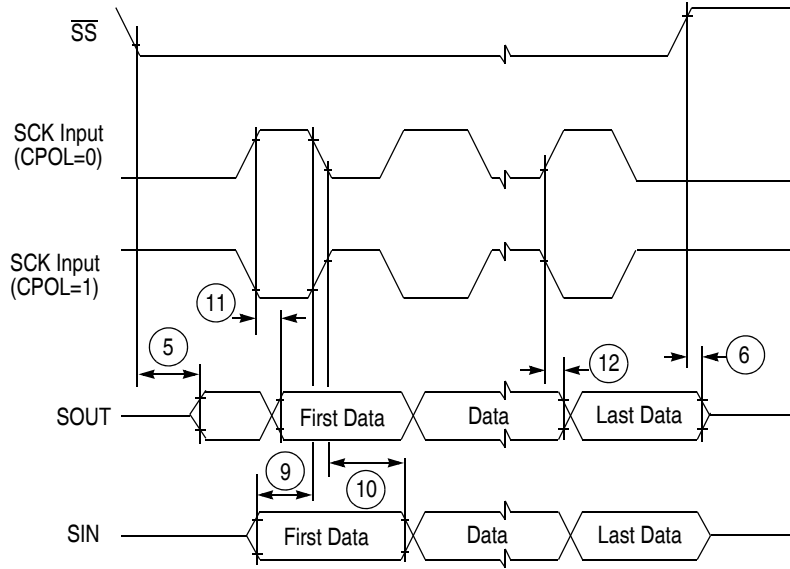 SS
SCK Input
(CPOL=0)
SCK Input
(CPOL=1)
11
5
12
6
SOUT
First Data
Data
Last Data
9
10
SIN
First Data
Data
Last Data